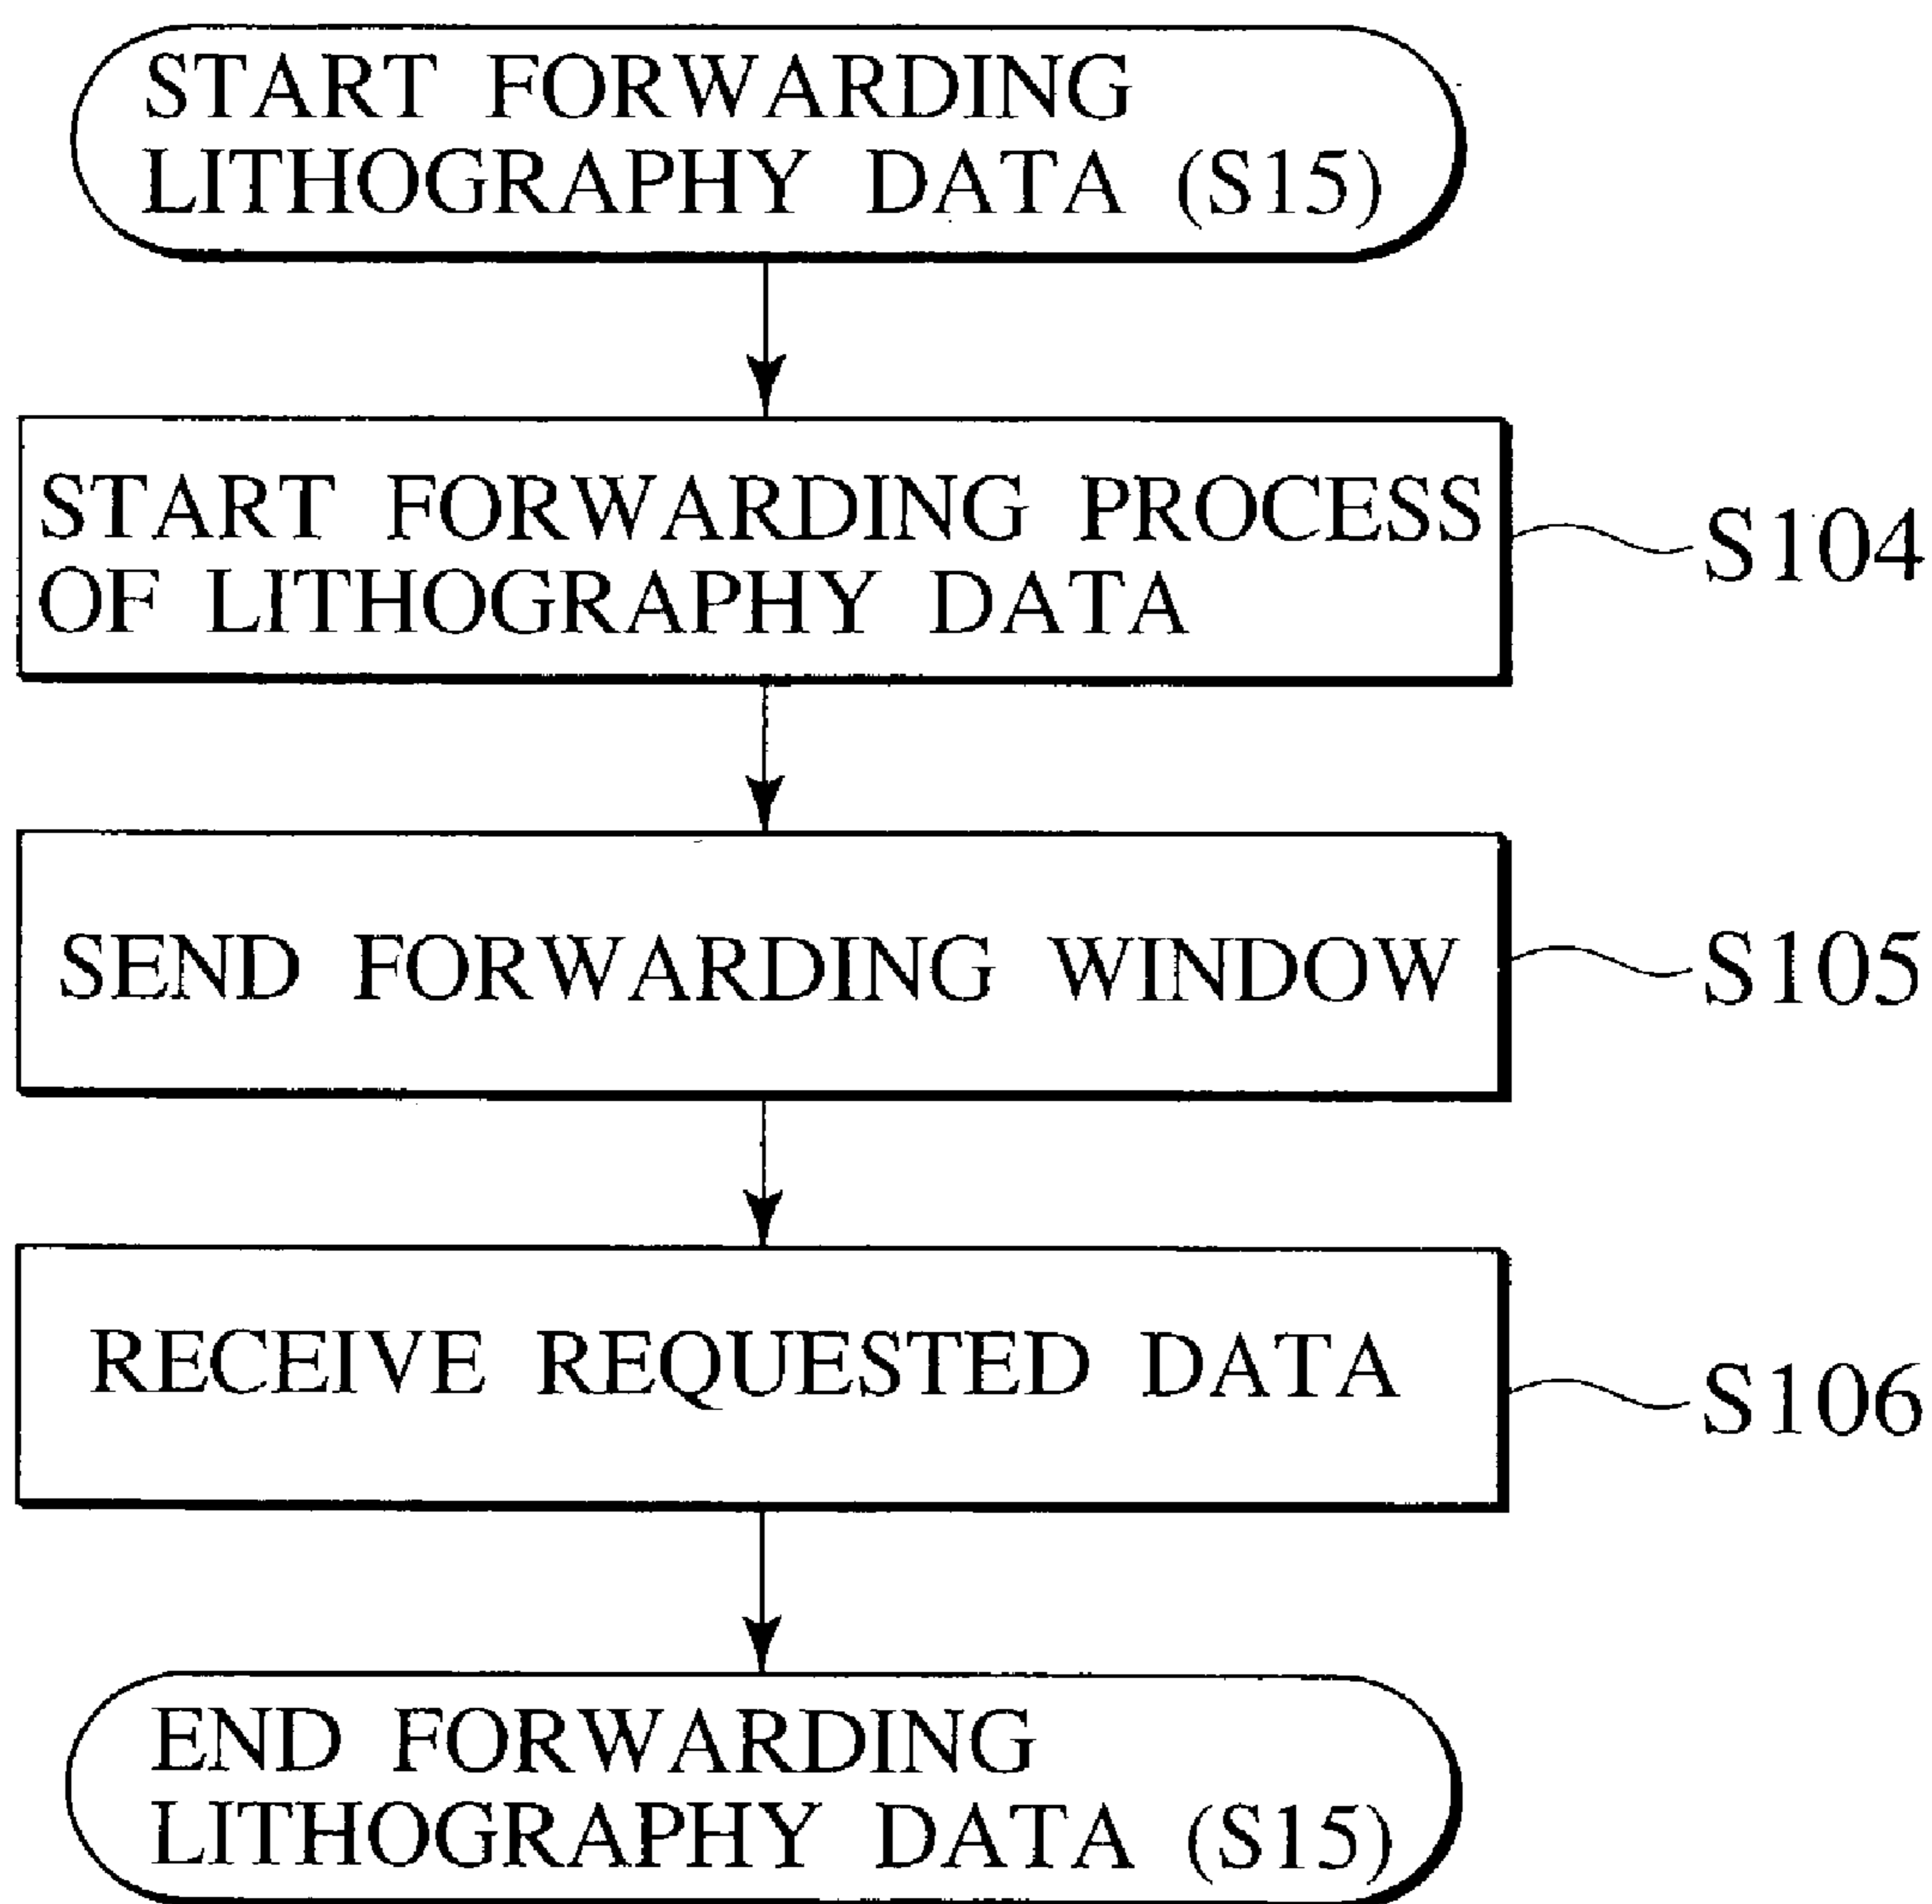 START FORWARDING
LITHOGRAPHY DATA (S15)
START FORWARDING PROCESS
OF LITHOGRAPHY DATA
S104
SEND FORWARDING WINDOW
S105
RECEIVE REQUESTED DATA
S106
END FORWARDING
LITHOGRAPHY DATA (S15)